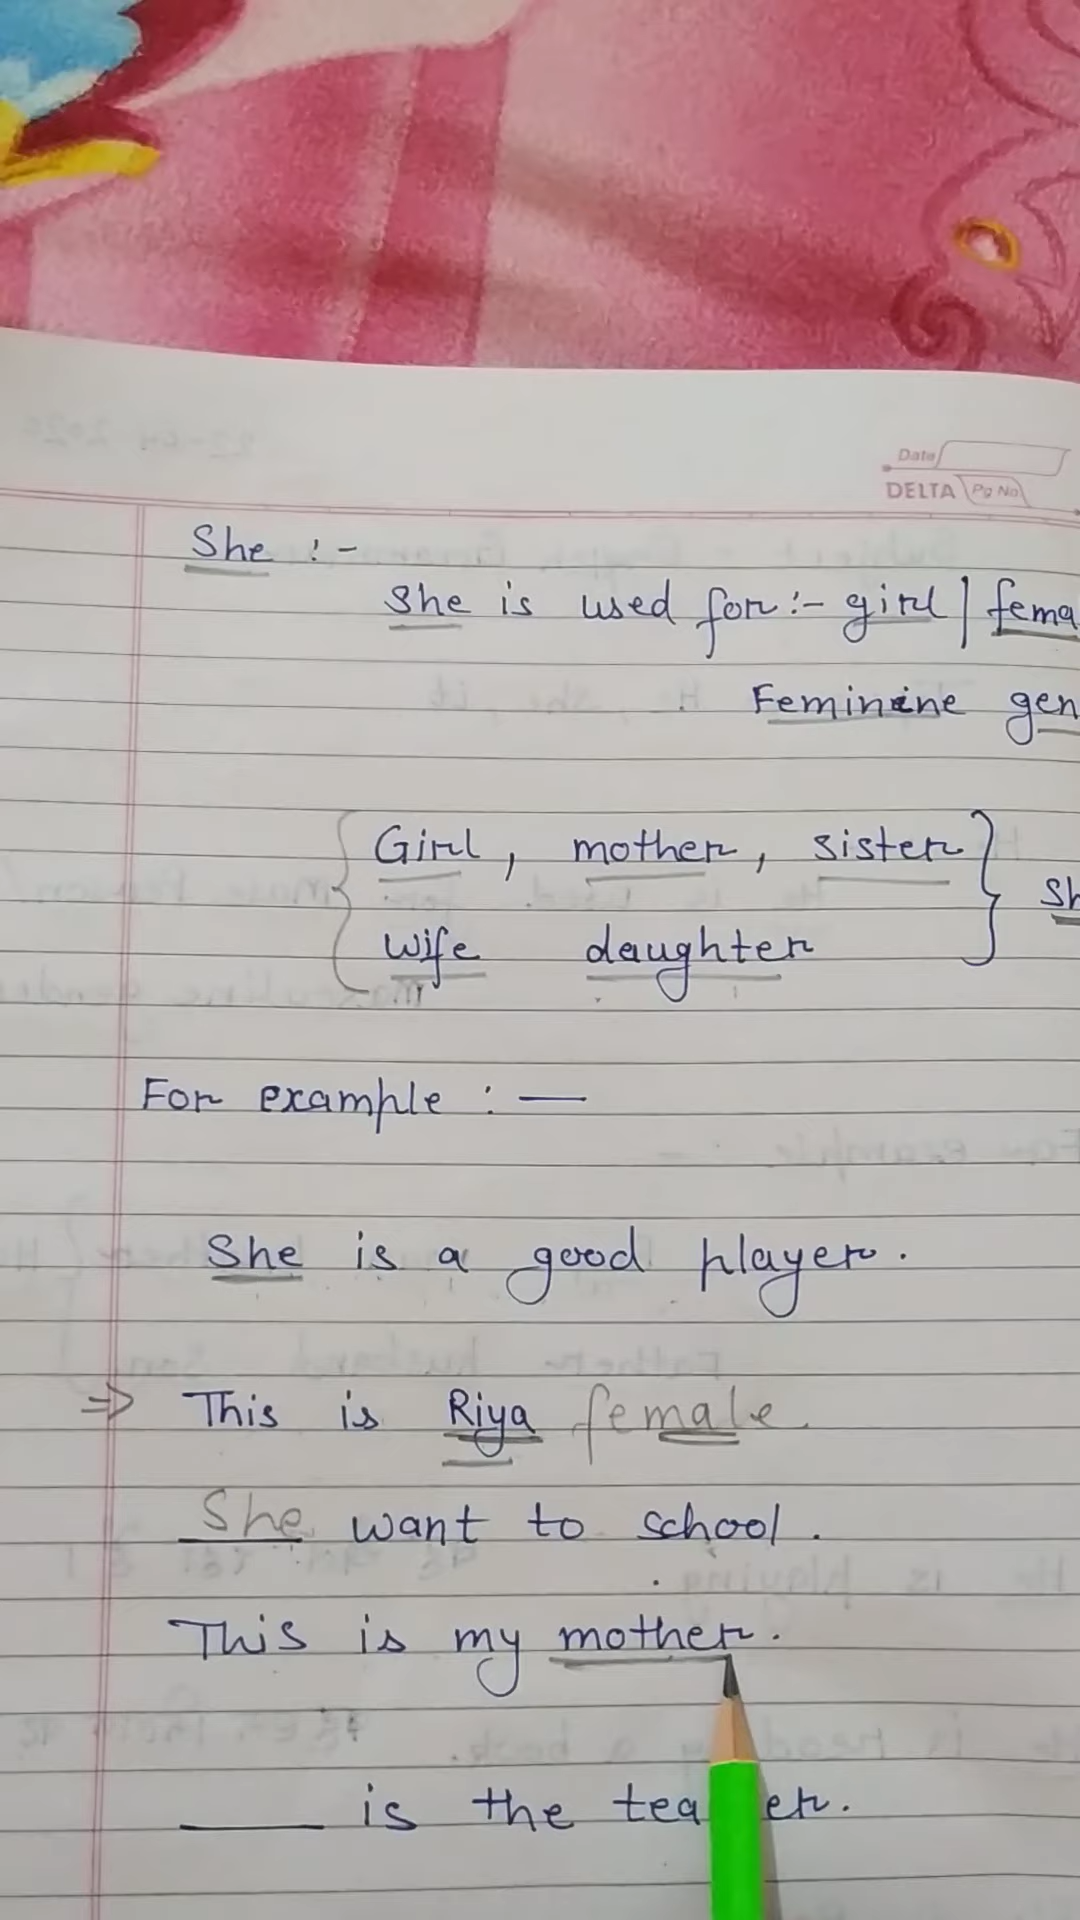 Date
DELTA Pg No
She :-
She is used for:- girl / fema
Feminine gen
Girl, mother, sister
Sh
wife daughter
For example : —
She is a good player.
⇒ This is Riya female.
She want to school.
This is my mother.
____ is the tea er.